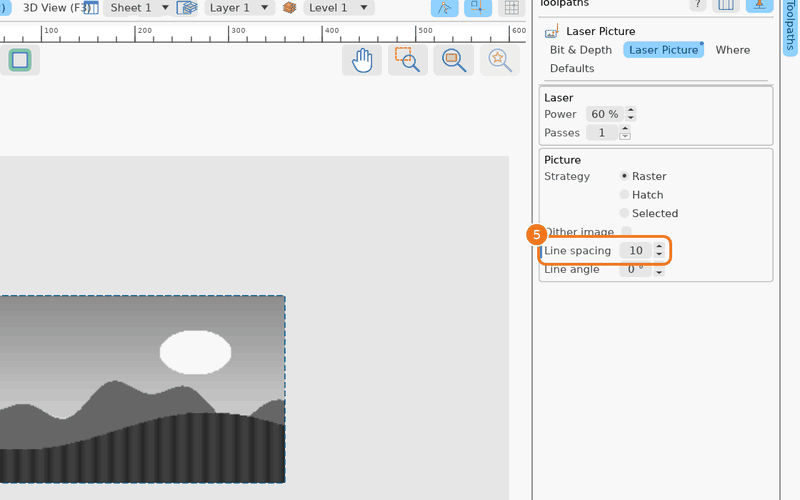 3D View (F3) Sheet 1 Layer 1 Level 1
Toolpaths ?
100 200 300 400 500 600
Toolpaths
Laser Picture
Bit & Depth Laser Picture Where
Defaults
Laser
Power 60 %
Passes 1
Picture
Strategy Raster
Hatch
Selected
5 Dither image
Line spacing 10
Line angle 0 °